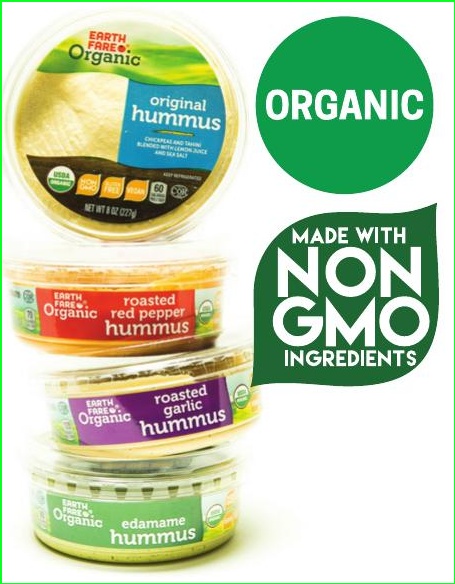 EARTH
FARE
Organic
original
hummus
CHICKPEAS AND TAHINI
BLENDED WITH LEMON JUICE
AND SEA SALT
KEEP REFRIGERATED
USDA
ORGANIC
NON
GMO
FREE
VEGAN
60
NET WT 8 OZ (227g)
ORGANIC
MADE WITH
NON
GMO
INGREDIENTS
EARTH
FARE
Organic
roasted
red pepper
hummus
EARTH
FARE
Organic
roasted
garlic
hummus
EARTH
FARE
Organic
edamame
hummus